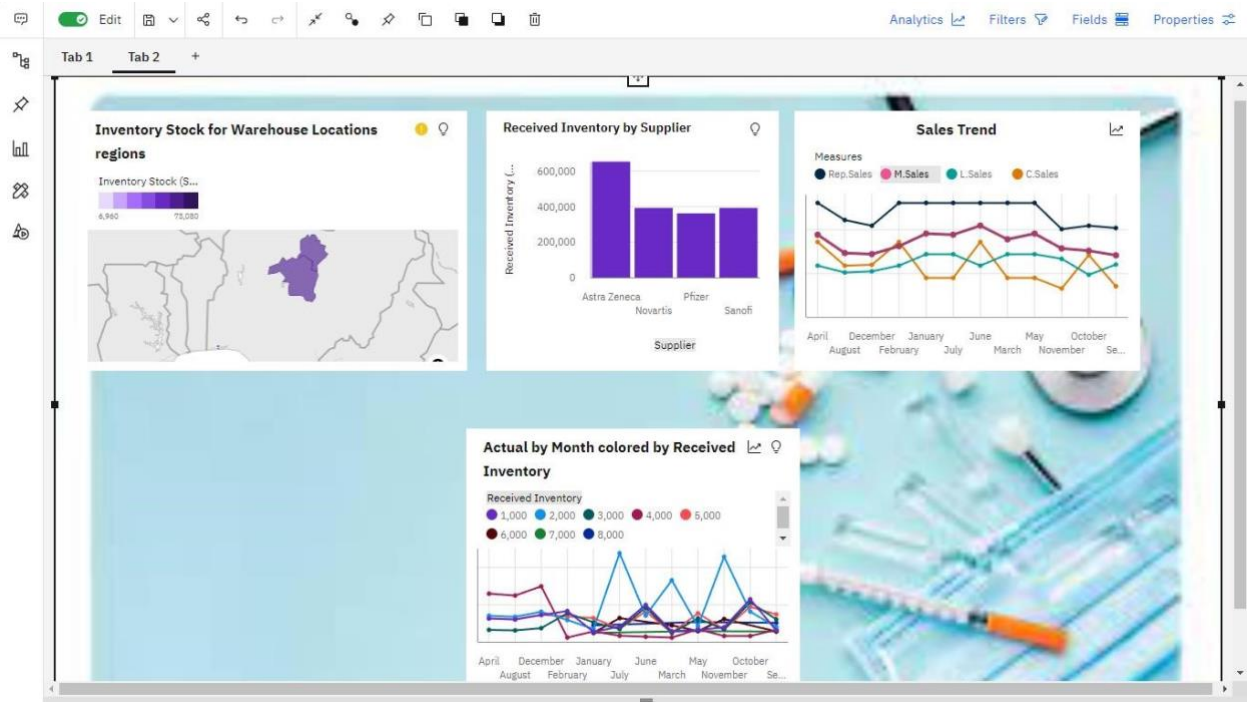 Edit
Analytics Filters Fields Properties
Tab 1 Tab 2 +
Inventory Stock for Warehouse Locations
regions
Inventory Stock (S...
6,960 73,080
Received Inventory by Supplier
Received Inventory (...
600,000
400,000
200,000
0
Astra Zeneca Pfizer
Novartis Sanofi
Supplier
Sales Trend
Measures
Rep.Sales M.Sales L.Sales C.Sales
April December January June May October
August February July March November Se...
Actual by Month colored by Received
Inventory
Received Inventory
1,000 2,000 3,000 4,000 5,000
6,000 7,000 8,000
April December January June May October
August February July March November Se...